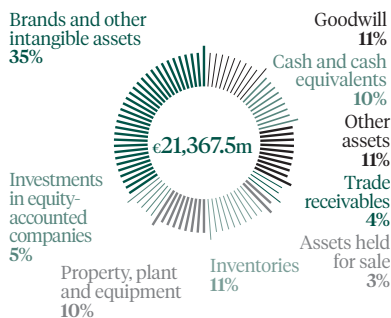 Brands and other
intangible assets
35%
Goodwill
11%
Cash and cash
equivalents
10%
Other
assets
11%
Trade
receivables
4%
Assets held
for sale
3%
Inventories
11%
Property, plant
and equipment
10%
Investments
in equity-
accounted
companies
5%
€21,367.5m